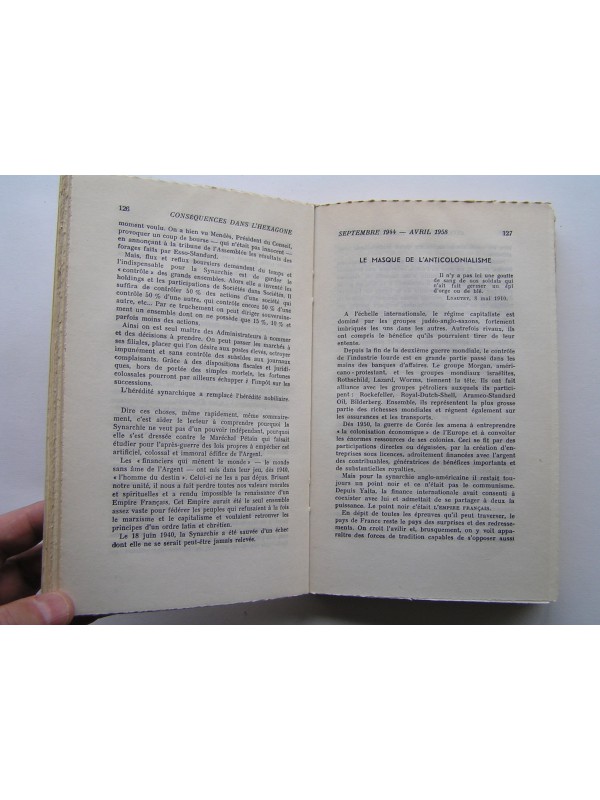 126
CONSÉQUENCES DANS L'HEXAGONE
moment voulu. On a bien vu Mendès, Président du Conseil,
provoquer un coup de bourse — qui n'était pas innocent —
en annonçant à la tribune de l'Assemblée les résultats des
forages faits par Esso-Standard.
Mais, flux et reflux boursiers demandent du temps et
l'indispensable pour la Synarchie est de garder le
« contrôle » des grands ensembles. Alors elle a inventé les
holdings et les participations de Sociétés dans Sociétés. Il
suffira de contrôler 50 % des actions d'une société qui
contrôle 50 % d'une autre, qui contrôle encore 50 % d'une
autre, etc... Par ce truchement on peut diriger souverainement
un ensemble dont on ne possède que 15 %, 10 % et
parfois moins des actions.
Ainsi on est seul maître des Administrateurs à nommer
et des décisions à prendre. On peut passer les marchés à
ses filiales, placer qui l'on désire aux postes élevés, octroyer
impunément et sans contrôle des subsides aux journaux
complaisants. Grâce à des dispositions fiscales et juridiques,
hors de portée des simples mortels, les fortunes
colossales pourront par ailleurs échapper à l'impôt sur les
successions.
L'hérédité synarchique a remplacé l'hérédité nobiliaire.
Dire ces choses, même rapidement, même sommairement,
c'est aider le lecteur à comprendre pourquoi la
Synarchie ne veut pas d'un pouvoir indépendant, pourquoi
elle s'est dressée contre le Maréchal Pétain qui faisait
étudier pour l'après-guerre des lois propres à empêcher cet
artificiel, colossal et immoral édifice de l'Argent.
Les « financiers qui mènent le monde » — le monde
sans âme de l'Argent — ont mis dans leur jeu, dès 1940,
« l'homme du destin ». Celui-ci ne les a pas déçus. Brisant
notre unité, il nous a fait perdre toutes nos valeurs morales
et spirituelles et a rendu impossible la renaissance d'un
Empire Français. Cet Empire aurait été le seul ensemble
assez vaste pour fédérer les peuples qui refusaient à la fois
le marxisme et le capitalisme et voulaient retrouver les
principes d'un ordre latin et chrétien.
Le 18 juin 1940, la Synarchie a été sauvée d'un échec
dont elle ne se serait peut-être jamais relevée.
SEPTEMBRE 1944 — AVRIL 1958
127
LE MASQUE DE L'ANTICOLONIALISME
Il n'y a pas ici une goutte
de sang de nos soldats qui
n'ait fait germer un épi
d'orge ou de blé.
LYAUTEY, 8 mai 1910.
A l'échelle internationale, le régime capitaliste est
dominé par les groupes judéo-anglo-saxons, fortement
imbriqués les uns dans les autres. Autrefois rivaux, ils
ont compris le bénéfice qu'ils pourraient tirer de leur
entente.
Depuis la fin de la deuxième guerre mondiale, le contrôle
de l'industrie lourde est en grande partie passé dans les
mains des banques d'affaires. Le groupe Morgan, américano-protestant,
et les groupes mondiaux israélites,
Rothschild, Lazard, Worms, tiennent la tête. Ils ont fait
alliance avec les groupes pétroliers auxquels ils participent :
Rockefeller, Royal-Dutch-Shell, Aramco-Standard
Oil, Bilderberg. Ensemble, ils représentent la plus grosse
partie des richesses mondiales et règnent également sur
les assurances et les transports.
Dès 1950, la guerre de Corée les amena à entreprendre
« la colonisation économique » de l'Europe et à convoiter
les énormes ressources de ses colonies. Ceci se fit par des
participations directes ou déguisées, par la création d'entreprises
sous licences, adroitement financées avec l'argent
des contribuables, génératrices de bénéfices importants et
de substantielles royalties.
Mais pour la synarchie anglo-américaine il restait toujours
un point noir et ce n'était point le communisme.
Depuis Yalta, la finance internationale avait consenti à
coexister et même admettait de se partager à deux la
puissance. Le point noir c'était L'EMPIRE FRANÇAIS.
En dépit de toutes les épreuves qu'il peut traverser, le
pays de France reste le pays des surprises et des redressements.
On croit l'avilir et, brusquement, on y voit apparaître
des forces de tradition capables de s'opposer aussi